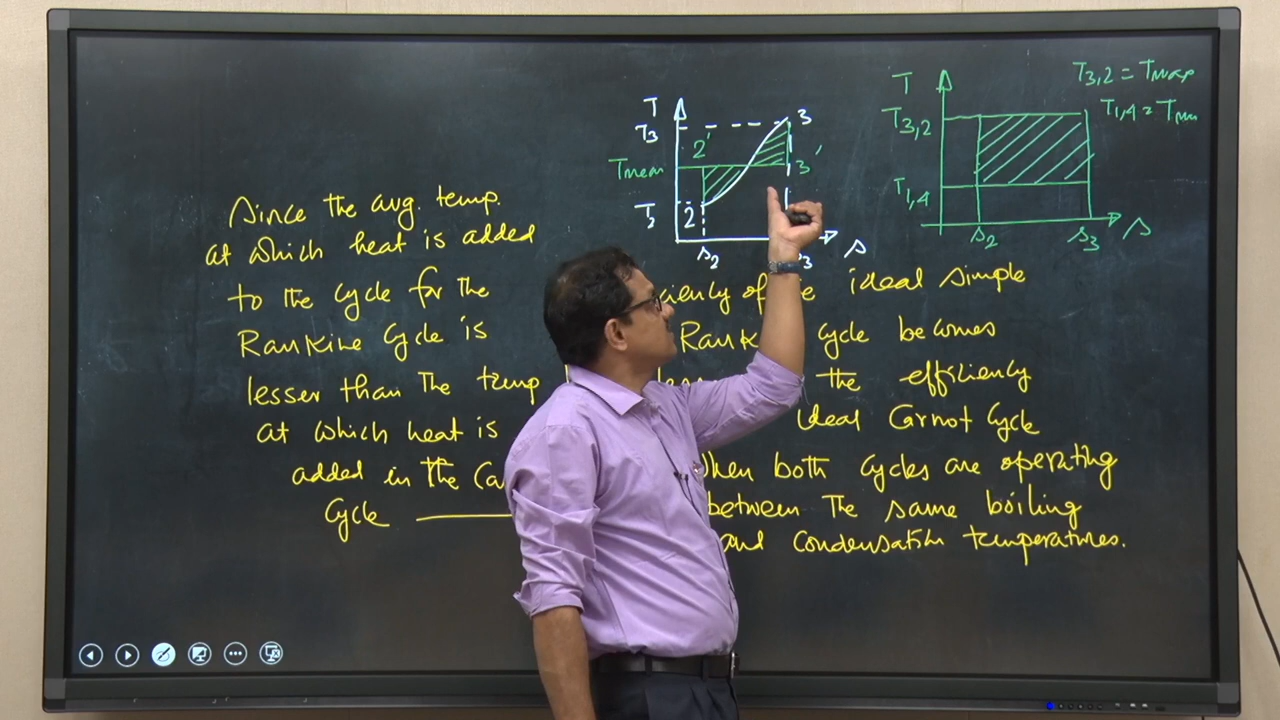 Since the avg. temp.
at which heat is added
to the cycle for the
Rankine Cycle is
lesser than the temp
at which heat is
added in the Ca
Cycle
T
T3
Tmean
2'
3
3'
2
s2
s
T
T3,2
T1,4
s2
s3
s
T3,2 = Tmax
T1,4 = Tmin
ideal simple
cycle becomes
the efficiency
ideal Carnot Cycle
when both cycles are operating
between the same boiling
and condensation temperatures.